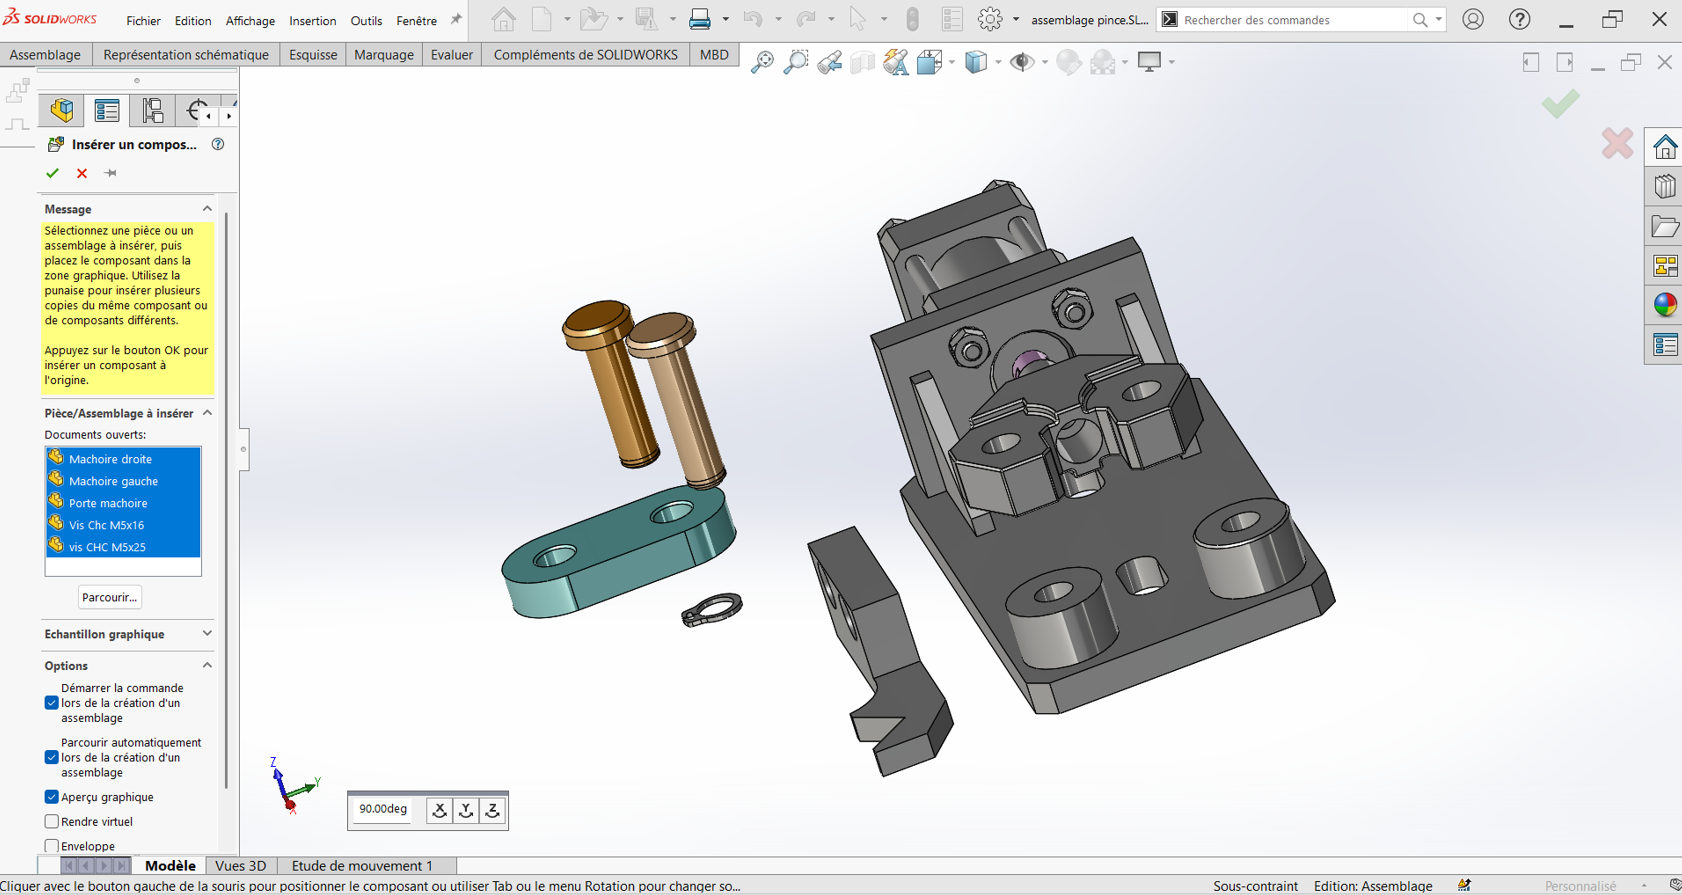 SOLIDWORKS
Fichier Edition Affichage Insertion Outils Fenêtre
assemblage pince.SL...
Rechercher des commandes
Assemblage Représentation schématique Esquisse Marquage Evaluer Compléments de SOLIDWORKS MBD
Insérer un compos...
Message
Sélectionnez une pièce ou un
assemblage à insérer, puis
placez le composant dans la
zone graphique. Utilisez la
punaise pour insérer plusieurs
copies du même composant ou
de composants différents.
Appuyez sur le bouton OK pour
insérer un composant à
l'origine.
Pièce/Assemblage à insérer
Documents ouverts:
Machoire droite
Machoire gauche
Porte machoire
Vis Chc M5x16
vis CHC M5x25
Parcourir...
Echantillon graphique
Options
Démarrer la commande
lors de la création d'un
assemblage
Parcourir automatiquement
lors de la création d'un
assemblage
Aperçu graphique
Rendre virtuel
Enveloppe
Z
Y
X
90.00deg X Y Z
Modèle Vues 3D Etude de mouvement 1
Cliquer avec le bouton gauche de la souris pour positionner le composant ou utiliser Tab ou le menu Rotation pour changer so...
Sous-contraint Edition: Assemblage Personnalisé